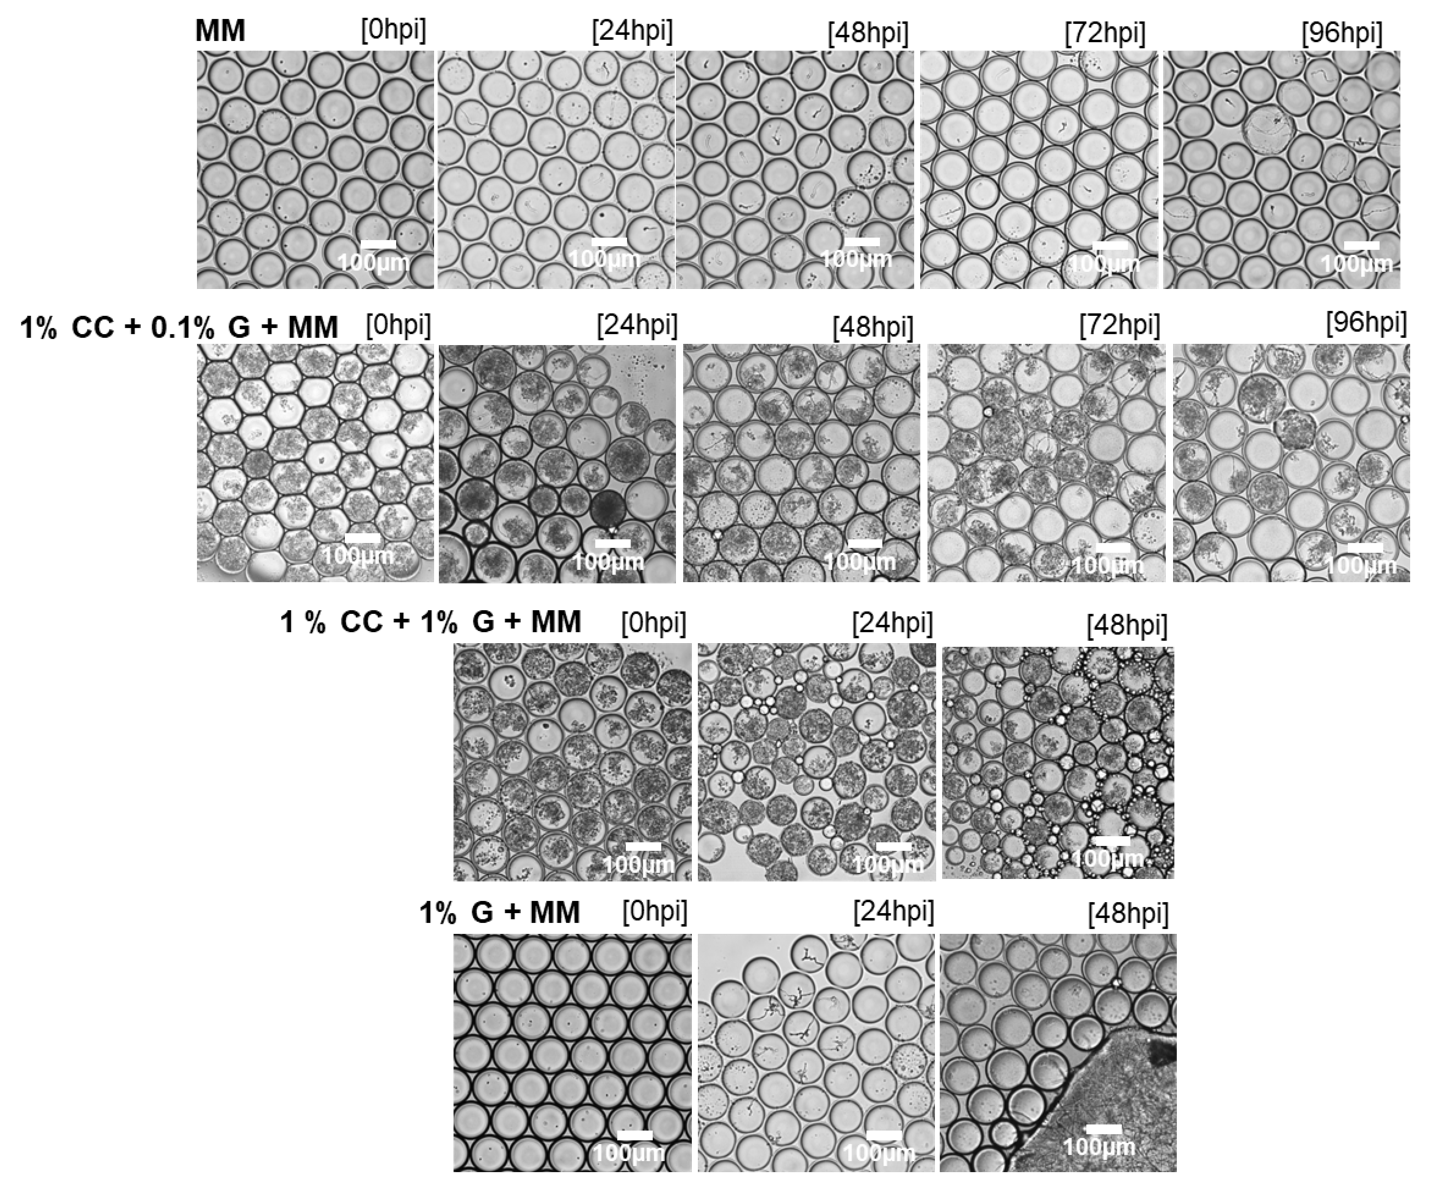 MM [0hpi] [24hpi] [48hpi] [72hpi] [96hpi]
100µm 100µm 100µm 100µm 100µm
1% CC + 0.1% G + MM [0hpi] [24hpi] [48hpi] [72hpi] [96hpi]
100µm 100µm 100µm 100µm 100µm
1 % CC + 1% G + MM [0hpi] [24hpi] [48hpi]
100µm 100µm 100µm
1% G + MM [0hpi] [24hpi] [48hpi]
100µm 100µm 100µm